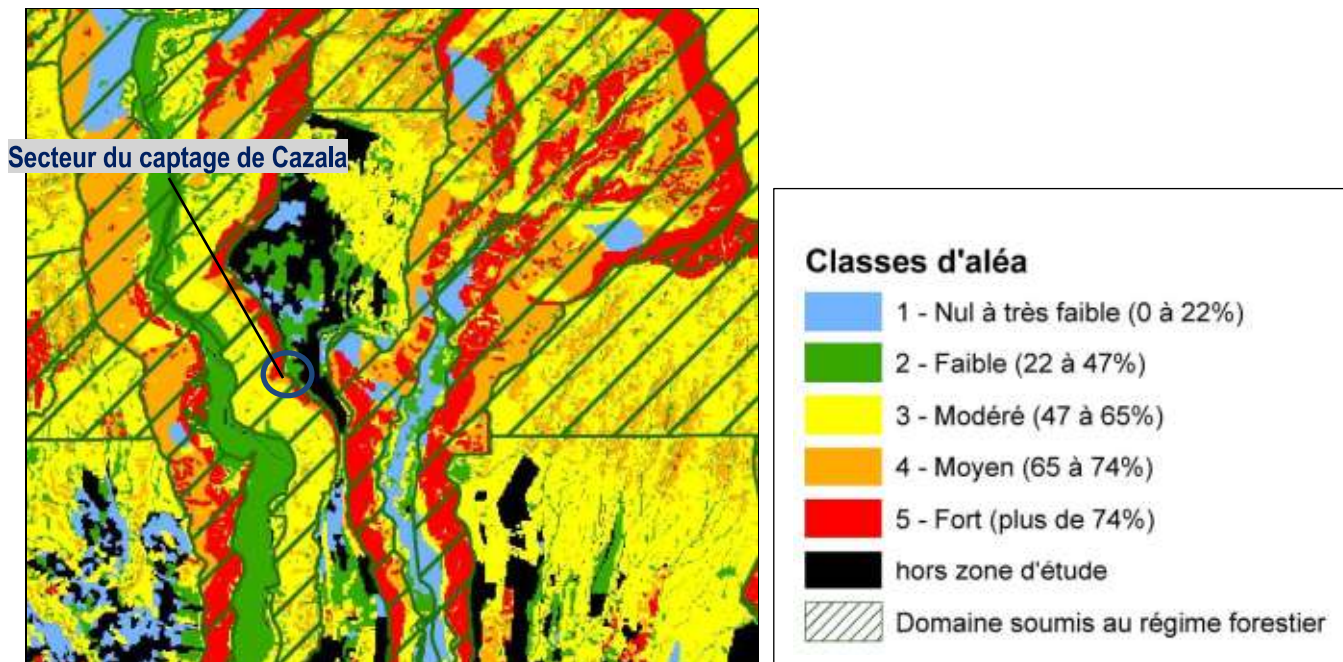 Secteur du captage de Cazala
Classes d'aléa
1 - Nul à très faible (0 à 22%)
2 - Faible (22 à 47%)
3 - Modéré (47 à 65%)
4 - Moyen (65 à 74%)
5 - Fort (plus de 74%)
hors zone d'étude
Domaine soumis au régime forestier